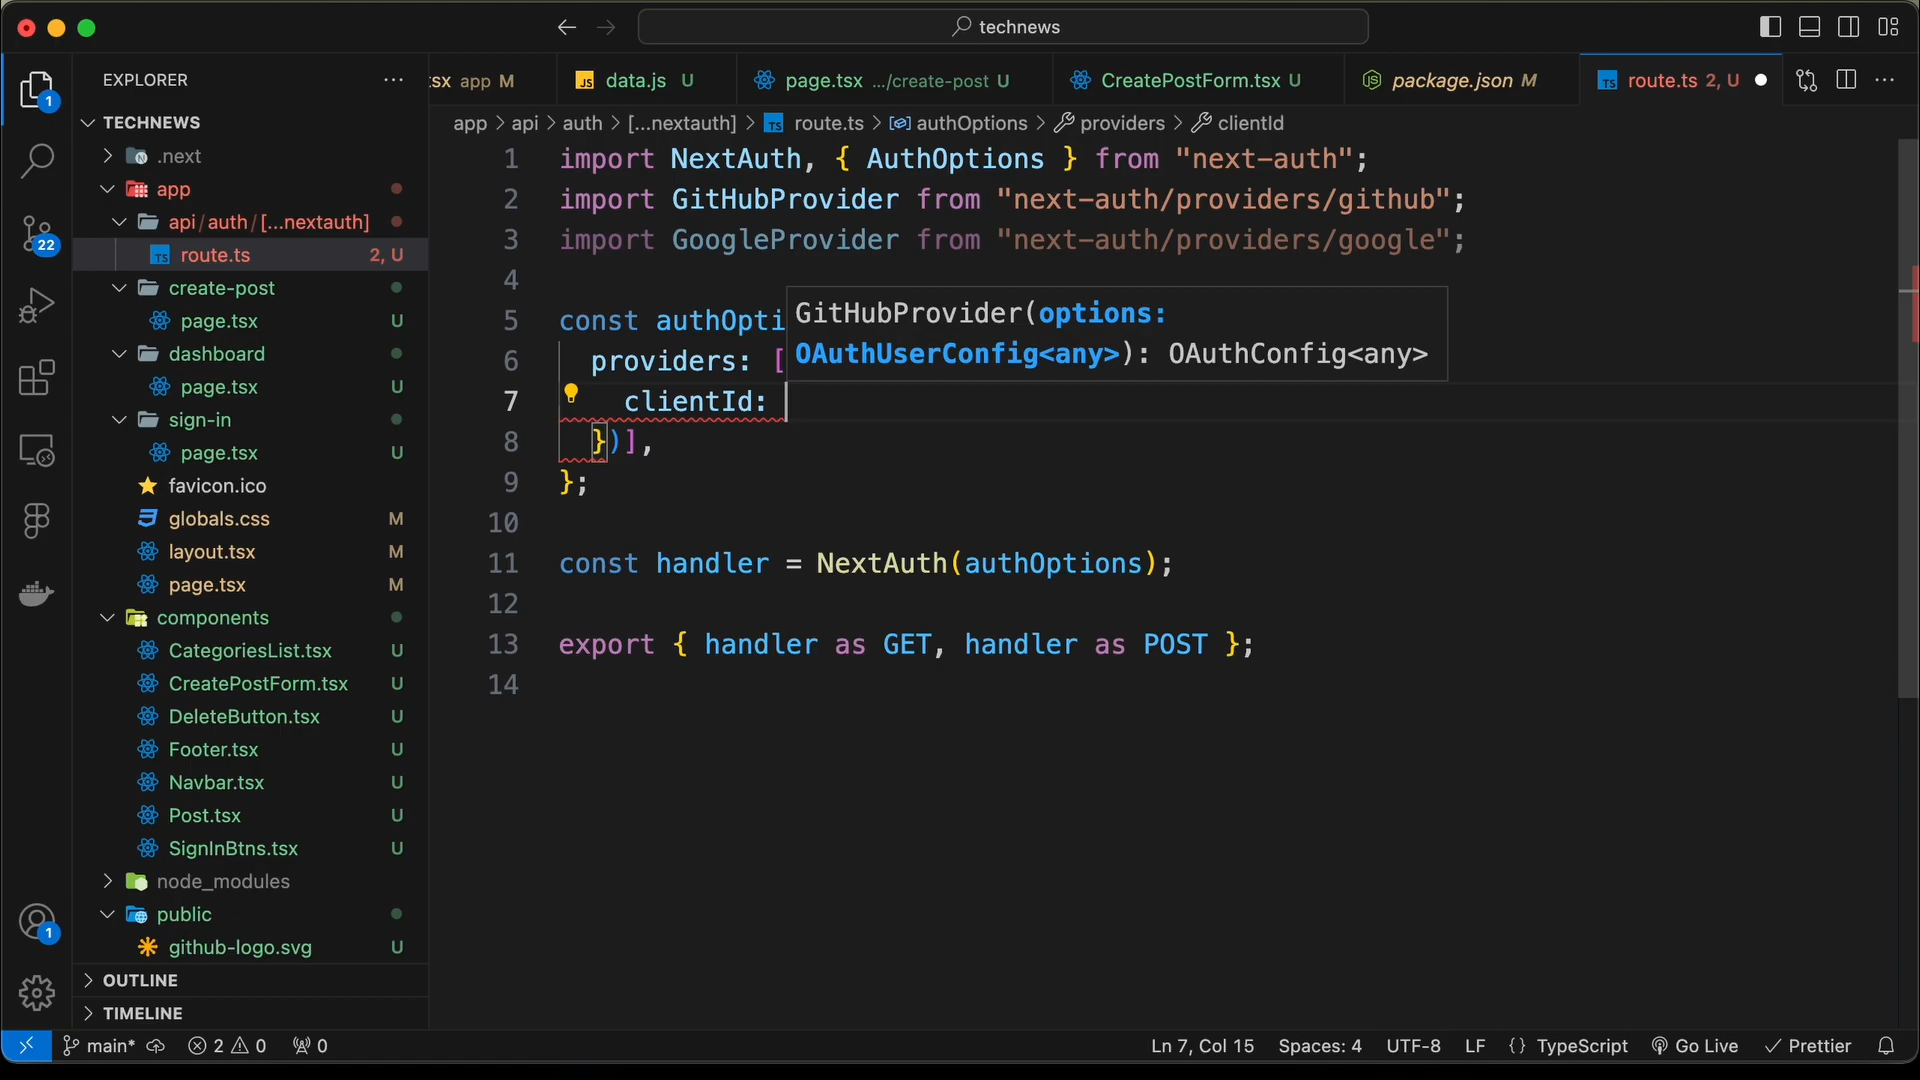 technews
EXPLORER
TECHNEWS
.next
app
api/auth/[...nextauth]
route.ts 2, U
create-post
page.tsx U
dashboard
page.tsx U
sign-in
page.tsx U
favicon.ico
globals.css M
layout.tsx M
page.tsx M
components
CategoriesList.tsx U
CreatePostForm.tsx U
DeleteButton.tsx U
Footer.tsx U
Navbar.tsx U
Post.tsx U
SignInBtns.tsx U
node_modules
public
github-logo.svg U
OUTLINE
TIMELINE
1
22
1
tsx app M
JS data.js U
page.tsx .../create-post U
CreatePostForm.tsx U
package.json M
TS route.ts 2, U
app > api > auth > [...nextauth] > TS route.ts > authOptions > providers > clientId
1 import NextAuth, { AuthOptions } from "next-auth";
2 import GitHubProvider from "next-auth/providers/github";
3 import GoogleProvider from "next-auth/providers/google";
4
5 const authOpti
6 providers: [
7 clientId:
8 })],
9 };
10
11 const handler = NextAuth(authOptions);
12
13 export { handler as GET, handler as POST };
14
GitHubProvider(options:
OAuthUserConfig<any>): OAuthConfig<any>
main* 2 0 0
Ln 7, Col 15 Spaces: 4 UTF-8 LF {} TypeScript Go Live Prettier